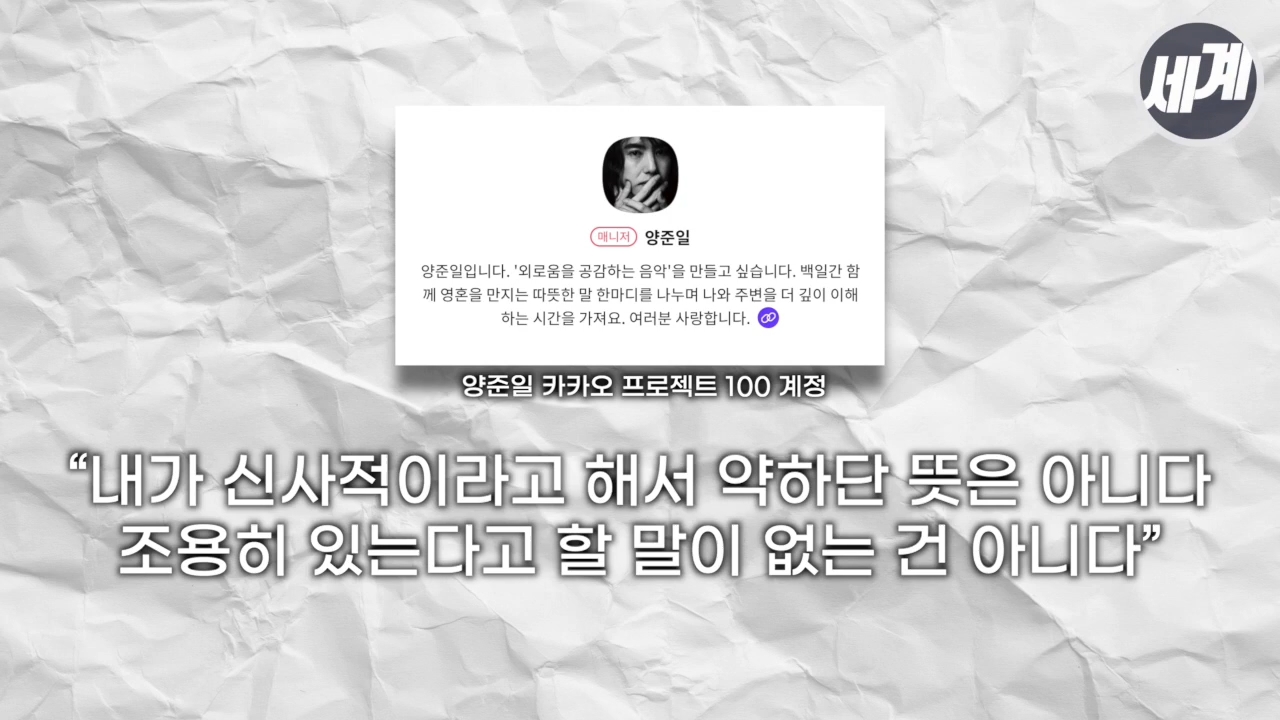 세계
매니저 양준일
양준일입니다. '외로움을 공감하는 음악'을 만들고 싶습니다. 백일간 함
께 영혼을 만지는 따뜻한 말 한마디를 나누며 나와 주변을 더 깊이 이해
하는 시간을 가져요. 여러분 사랑합니다.
양준일 카카오 프로젝트 100 계정
“내가 신사적이라고 해서 약하단 뜻은 아니다
조용히 있는다고 할 말이 없는 건 아니다”